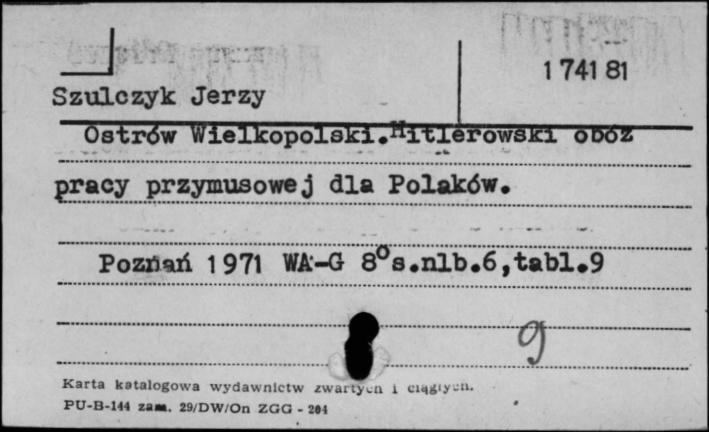 1 741 81
Szulczyk Jerzy
Ostrów Wielkopolski.Hitlerowski obóz
pracy przymusowej dla Polaków.
Poznań 1971 WA-G 8° s.nlb.6,tabl.9
9
Karta katalogowa wydawnictw zwartych i ciągłych.
PU-B-144 zam. 29/DW/On ZGG - 204